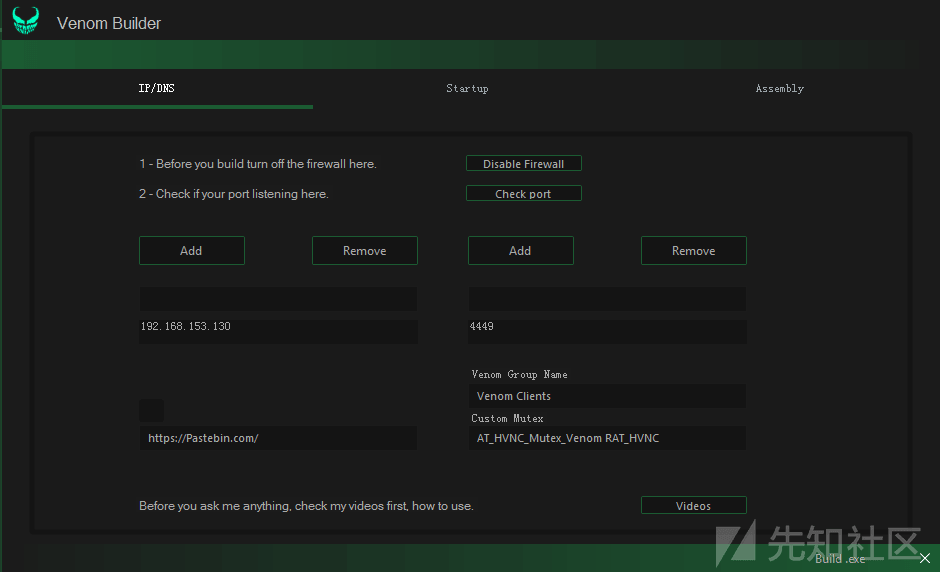 Venom Builder
IP/DNS Startup Assembly
1 - Before you build turn off the firewall here. Disable Firewall
2 - Check if your port listening here. Check port
Add Remove Add Remove
192.168.153.130 4449
Venom Group Name
Venom Clients
Custom Mutex
https://Pastebin.com/ AT_HVNC_Mutex_Venom RAT_HVNC
Before you ask me anything, check my videos first, how to use. Videos
先知社区
Build .exe